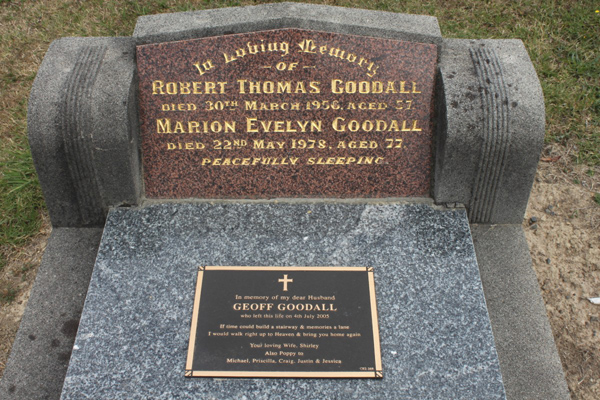 In Loving Memory
- OF -
ROBERT THOMAS GOODALL
DIED 30TH MARCH 1956, AGED 57.
MARION EVELYN GOODALL
DIED 22ND MAY 1978, AGED 77.
PEACEFULLY SLEEPING.
In memory of my dear Husband
GEOFF GOODALL
who left this life on 4th July 2005
If time could build a stairway & memories a lane
I would walk right up to Heaven & bring you home again.
Your loving Wife, Shirley
Also Poppy to
Michael, Priscilla, Craig, Justin & Jessica